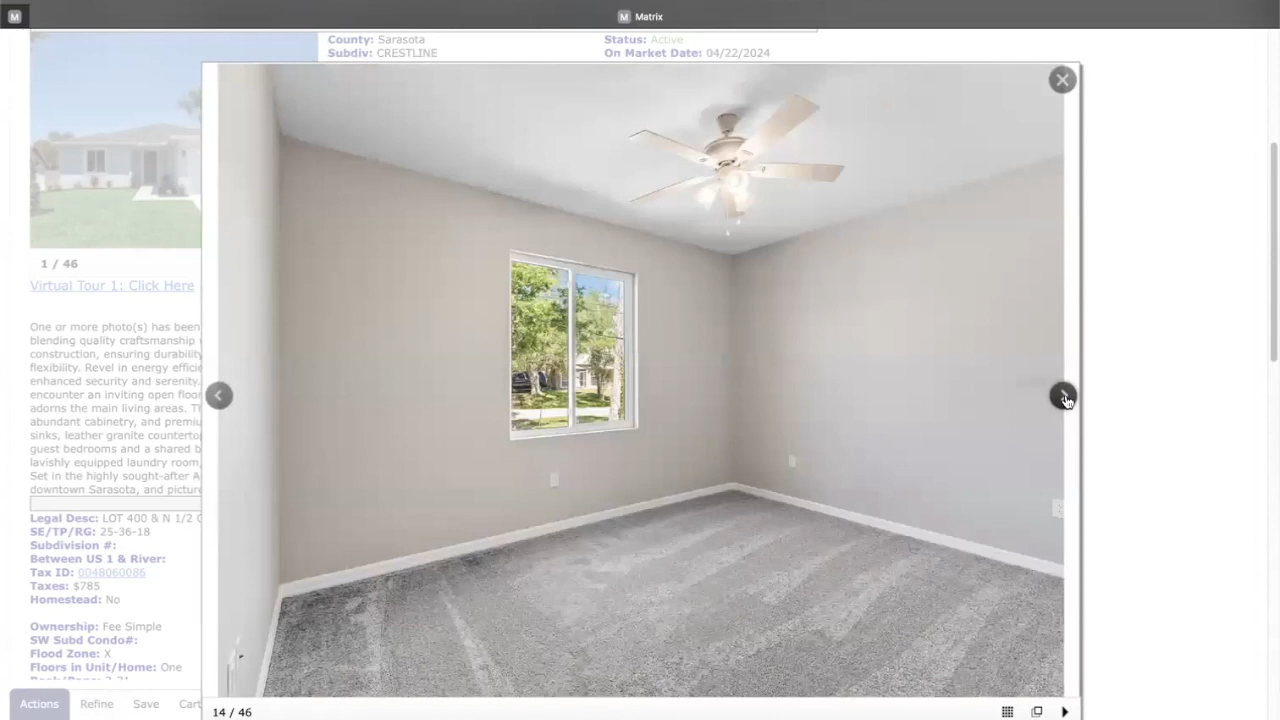 M
M Matrix
County: Sarasota
Status: Active
Subdiv: CRESTLINE
On Market Date: 04/22/2024
1 / 46
Virtual Tour 1: Click Here
One or more photo(s) has been
blending quality craftsmanship
construction, ensuring durability
flexibility. Revel in energy effici
enhanced security and serenity.
encounter an inviting open floor
adorns the main living areas. T
abundant cabinetry, and premiu
sinks, leather granite counterto
guest bedrooms and a shared b
lavishly equipped laundry room,
Set in the highly sought-after A
downtown Sarasota, and picture
Legal Desc: LOT 400 & N 1/2
SE/TP/RG: 25-36-18
Subdivision #:
Between US 1 & River:
Tax ID: 0048060086
Taxes: $785
Homestead: No
Ownership: Fee Simple
SW Subd Condo#:
Flood Zone: X
Floors in Unit/Home: One
Actions
Refine
Save
Cart
14 / 46